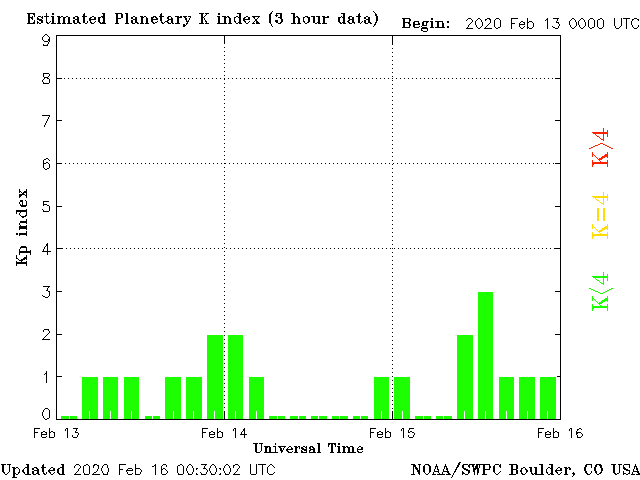 Estimated Planetary K index (3 hour data)
Begin: 2020 Feb 13 0000 UTC
9
8
7
6
5
4
3
2
1
0
Kp index
K>4
K=4
K<4
Feb 13
Feb 14
Feb 15
Feb 16
Universal Time
Updated 2020 Feb 16 00:30:02 UTC
NOAA/SWPC Boulder, CO USA